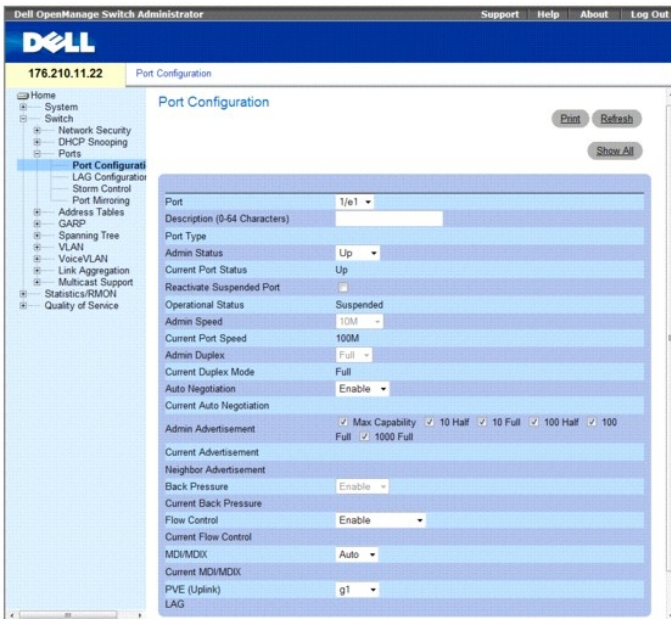 Dell OpenManage Switch Administrator
Support Help About Log Out
DELL
176.210.11.22
Port Configuration
Home
System
Switch
Network Security
DHCP Snooping
Ports
Port Configurati
LAG Configuration
Storm Control
Port Mirroring
Address Tables
GARP
Spanning Tree
VLAN
VoiceVLAN
Link Aggregation
Multicast Support
Statistics/RMON
Quality of Service
Port Configuration
Print Refresh
Show All
Port 1/e1
Description (0-64 Characters)
Port Type
Admin Status Up
Current Port Status Up
Reactivate Suspended Port
Operational Status Suspended
Admin Speed 10M
Current Port Speed 100M
Admin Duplex Full
Current Duplex Mode Full
Auto Negotiation Enable
Current Auto Negotiation
Admin Advertisement Max Capability 10 Half 10 Full 100 Half 100
Full 1000 Full
Current Advertisement
Neighbor Advertisement
Back Pressure Enable
Current Back Pressure
Flow Control Enable
Current Flow Control
MDI/MDIX Auto
Current MDI/MDIX
PVE (Uplink) g1
LAG